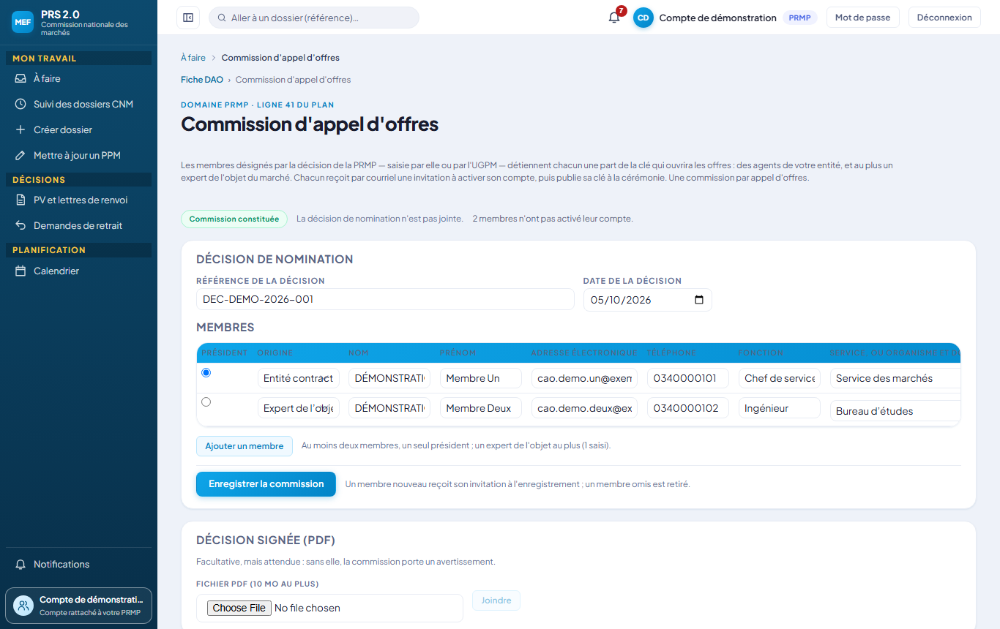 MEF
PRS 2.0
Commission nationale des
marchés
MON TRAVAIL
À faire
Suivi des dossiers CNM
Créer dossier
Mettre à jour un PPM
DÉCISIONS
PV et lettres de renvoi
Demandes de retrait
PLANIFICATION
Calendrier
Notifications
Compte de démonstrati…
Compte rattaché à votre PRMP
Aller à un dossier (référence)…
7
CD
Compte de démonstration
PRMP
Mot de passe
Déconnexion
À faire > Commission d'appel d'offres
Fiche DAO › Commission d'appel d'offres
DOMAINE PRMP · LIGNE 41 DU PLAN
Commission d'appel d'offres
Les membres désignés par la décision de la PRMP — saisie par elle ou par l'UGPM — détiennent chacun une part de la clé qui ouvrira les offres : des agents de votre entité, et au plus un
expert de l'objet du marché. Chacun reçoit par courriel une invitation à activer son compte, puis publie sa clé à la cérémonie. Une commission par appel d'offres.
Commission constituée La décision de nomination n'est pas jointe. 2 membres n'ont pas activé leur compte.
DÉCISION DE NOMINATION
RÉFÉRENCE DE LA DÉCISION DATE DE LA DÉCISION
DEC-DEMO-2026-001 05/10/2026
MEMBRES
PRÉSIDENT ORIGINE NOM PRÉNOM ADRESSE ÉLECTRONIQUE TÉLÉPHONE FONCTION SERVICE, OU ORGANISME ET
Entité contract DÉMONSTRATI Membre Un cao.demo.un@exem 0340000101 Chef de service Service des marchés
Expert de l'obje DÉMONSTRATI Membre Deux cao.demo.deux@ex 0340000102 Ingénieur Bureau d'études
Ajouter un membre Au moins deux membres, un seul président ; un expert de l'objet au plus (1 saisi).
Enregistrer la commission Un membre nouveau reçoit son invitation à l'enregistrement ; un membre omis est retiré.
DÉCISION SIGNÉE (PDF)
Facultative, mais attendue : sans elle, la commission porte un avertissement.
FICHIER PDF (10 MO AU PLUS)
Choose File No file chosen Joindre